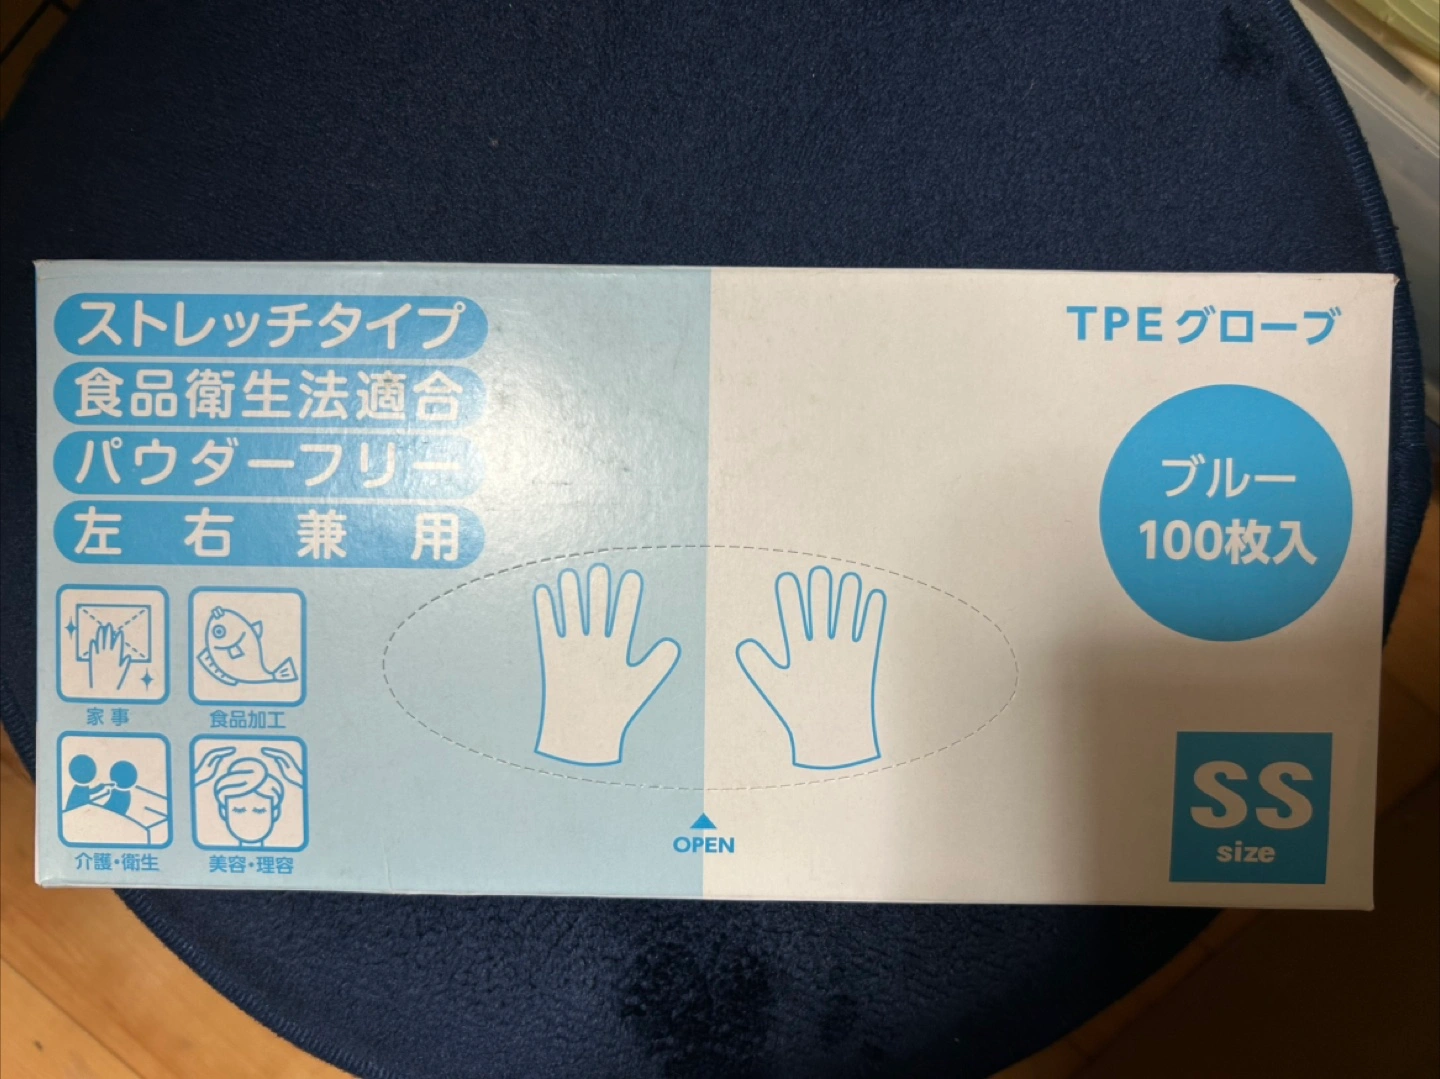 ストレッチタイプ
食品衛生法適合
パウダーフリー
左右兼用
家事
食品加工
介護・衛生
美容・理容
OPEN
TPEグローブ
ブルー
100枚入
SS
size